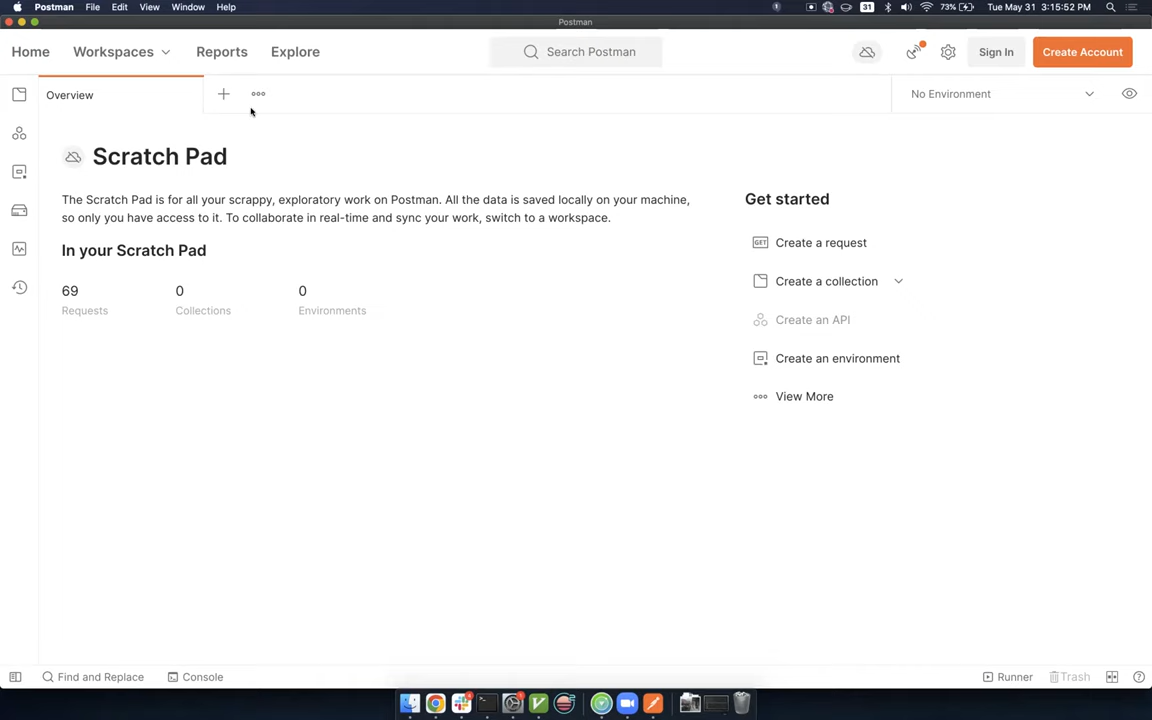 Postman File Edit View Window Help
31 73% Tue May 31 3:15:52 PM
Postman
Home Workspaces Reports Explore
Search Postman
Sign In
Create Account
Overview
No Environment
Scratch Pad
The Scratch Pad is for all your scrappy, exploratory work on Postman. All the data is saved locally on your machine,
so only you have access to it. To collaborate in real-time and sync your work, switch to a workspace.
In your Scratch Pad
69 0 0
Requests Collections Environments
Get started
GET Create a request
Create a collection
Create an API
Create an environment
View More
Find and Replace Console
Runner Trash